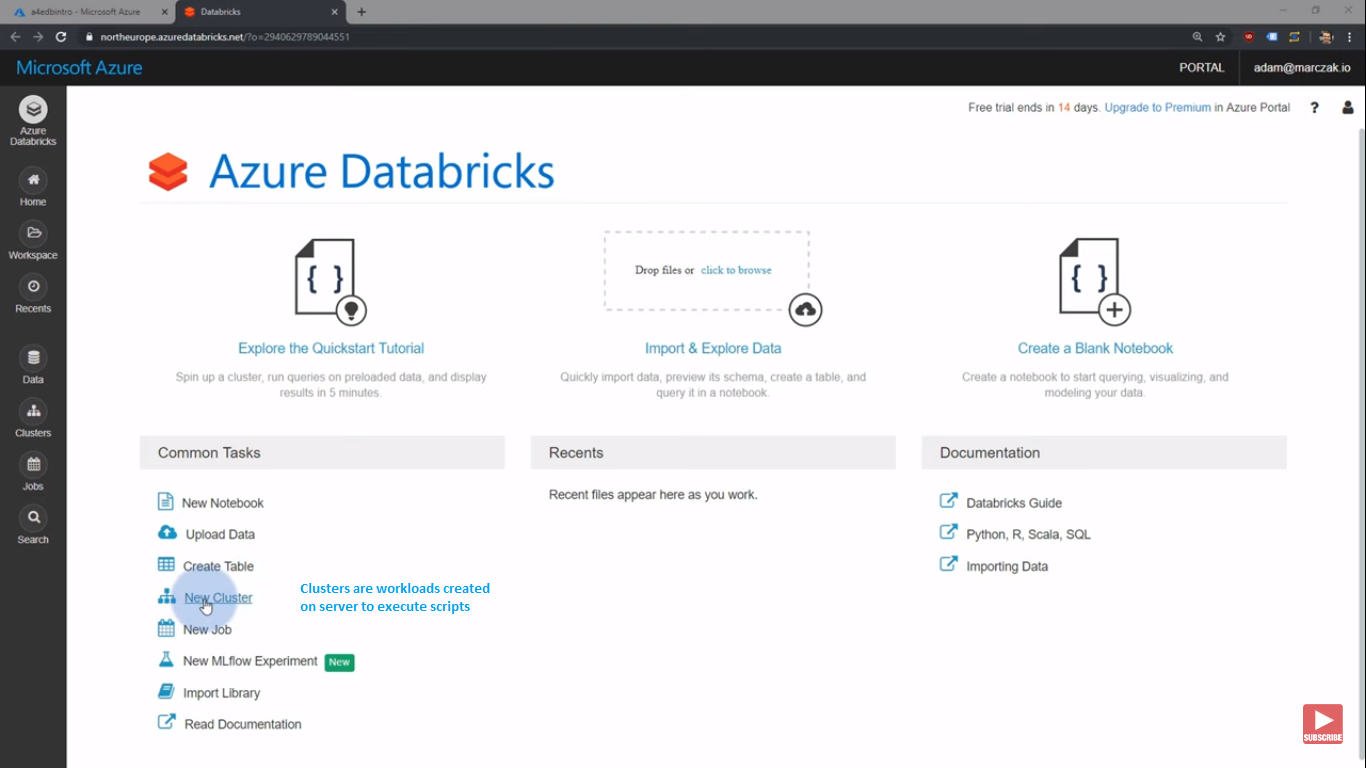 a4edbintro - Microsoft Azure
Databricks
northeurope.azuredatabricks.net/?o=2940629789044551
Microsoft Azure
PORTAL
adam@marczak.io
Azure
Databricks
Home
Workspace
Recents
Data
Clusters
Jobs
Search
Free trial ends in 14 days. Upgrade to Premium in Azure Portal
?
Azure Databricks
{ }
Explore the Quickstart Tutorial
Spin up a cluster, run queries on preloaded data, and display
results in 5 minutes.
Drop files or click to browse
Import & Explore Data
Quickly import data, preview its schema, create a table, and
query it in a notebook.
{ }
Create a Blank Notebook
Create a notebook to start querying, visualizing, and
modeling your data.
Common Tasks
New Notebook
Upload Data
Create Table
New Cluster
New Job
New MLflow Experiment New
Import Library
Read Documentation
Clusters are workloads created
on server to execute scripts
Recents
Recent files appear here as you work.
Documentation
Databricks Guide
Python, R, Scala, SQL
Importing Data
SUBSCRIBE